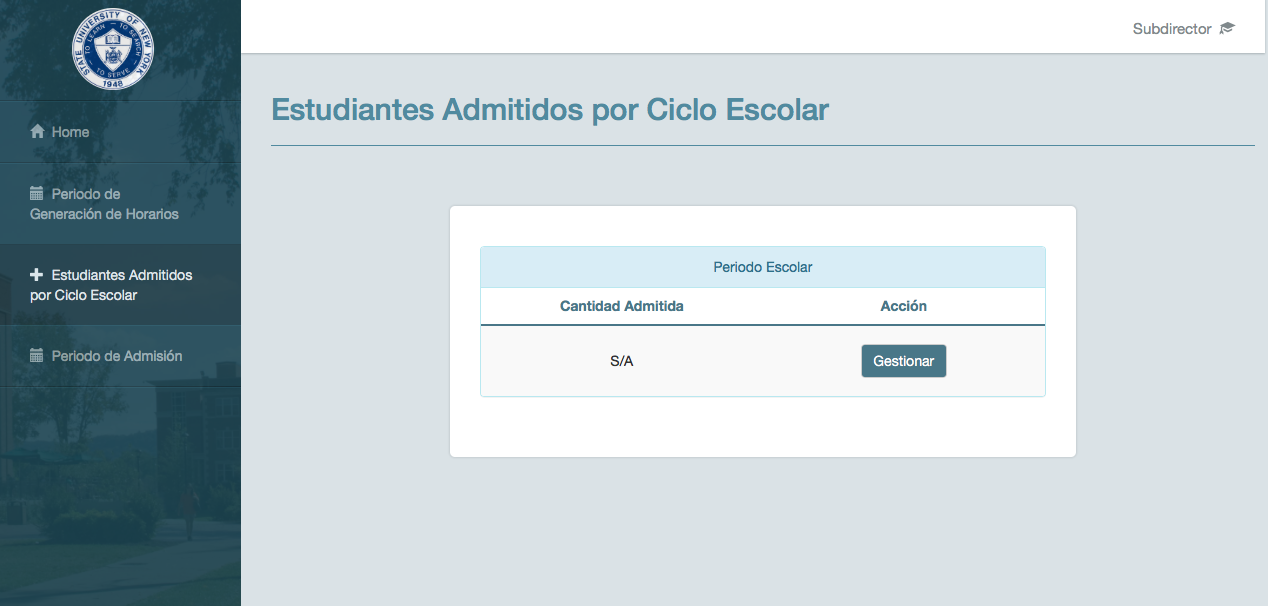 STATE UNIVERSITY OF NEW YORK
TO LEARN - TO SEARCH
TO SERVE
1948
Subdirector
Home
Periodo de
Generación de Horarios
Estudiantes Admitidos
por Ciclo Escolar
Periodo de Admisión
Estudiantes Admitidos por Ciclo Escolar
Periodo Escolar
Cantidad Admitida Acción
S/A Gestionar